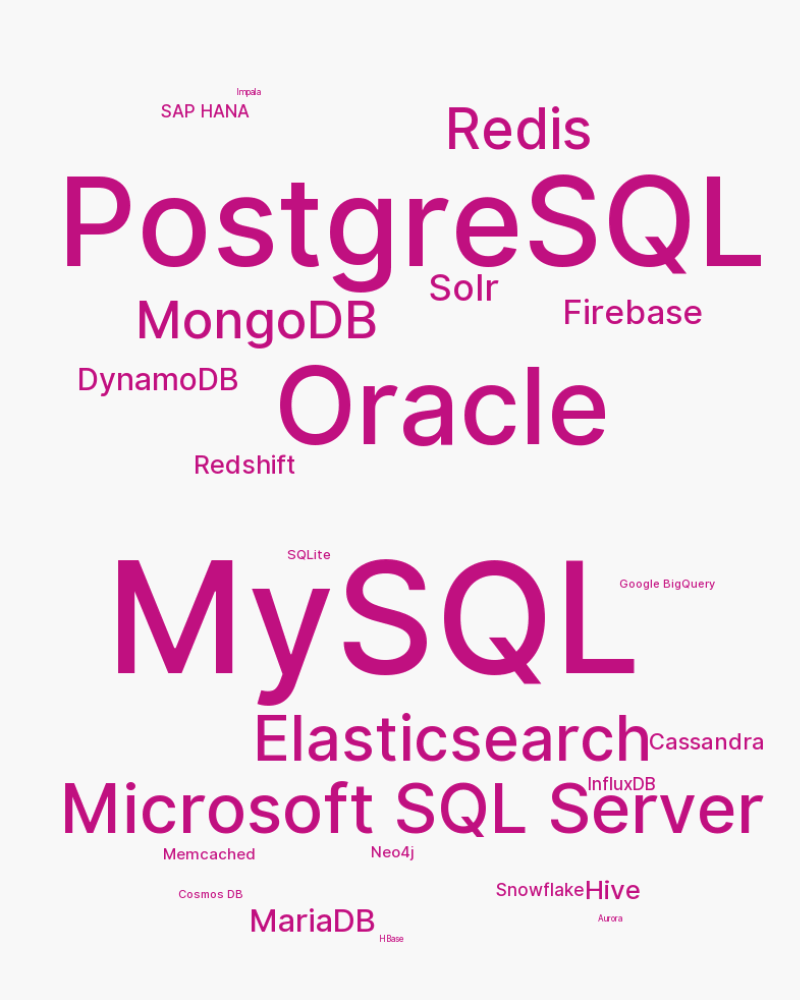 Impala
SAP HANA
Redis
PostgreSQL
Solr
MongoDB
Firebase
DynamoDB
Oracle
Redshift
SQLite
MySQL
Google BigQuery
Elasticsearch
Cassandra
InfluxDB
Microsoft SQL Server
Memcached
Neo4j
Cosmos DB
Snowflake
Hive
MariaDB
Aurora
HBase